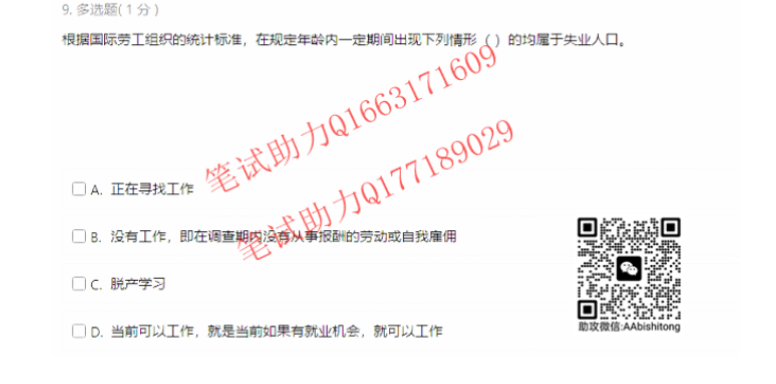 9. 多选题( 1 分 )
根据国际劳工组织的统计标准，在规定年龄内一定期间出现下列情形（ ）的均属于失业人口。
笔试助力Q1663171609
笔试助力Q177189029
A. 正在寻找工作
B. 没有工作，即在调查期内没有从事报酬的劳动或自我雇佣
C. 脱产学习
D. 当前可以工作，就是当前如果有就业机会，就可以工作
助攻微信:AAbishitong